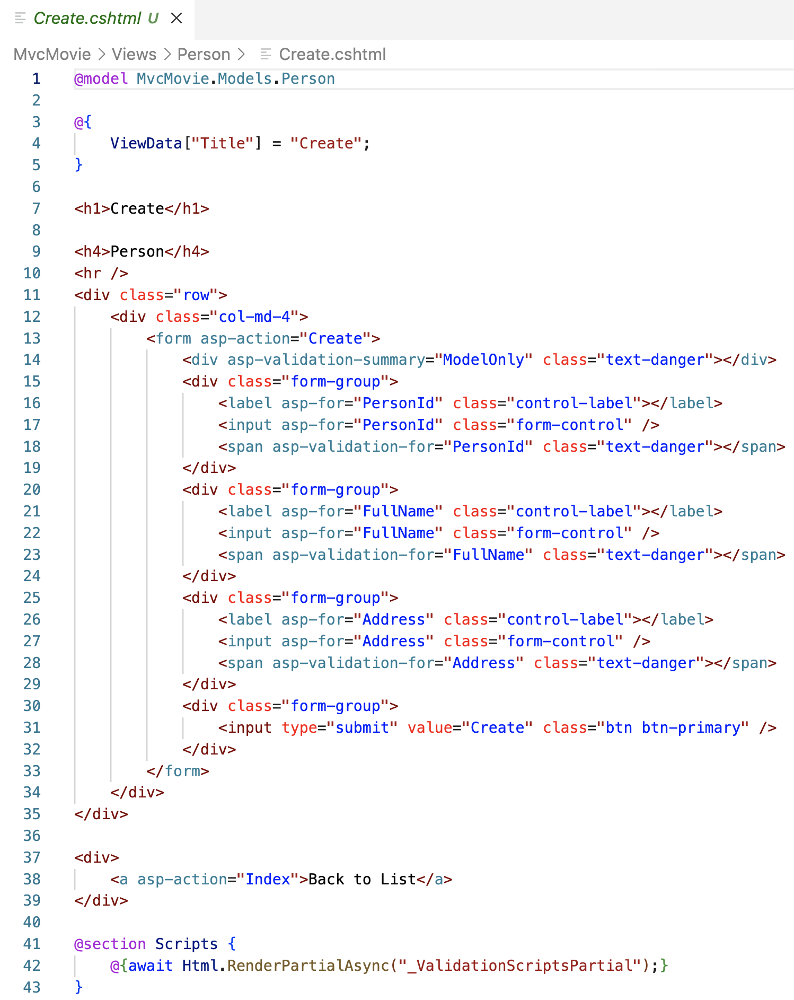 Create.cshtml U
MvcMovie > Views > Person > Create.cshtml
1 @model MvcMovie.Models.Person
2
3 @{
4     ViewData["Title"] = "Create";
5 }
6
7 <h1>Create</h1>
8
9 <h4>Person</h4>
10 <hr />
11 <div class="row">
12     <div class="col-md-4">
13         <form asp-action="Create">
14             <div asp-validation-summary="ModelOnly" class="text-danger"></div>
15             <div class="form-group">
16                 <label asp-for="PersonId" class="control-label"></label>
17                 <input asp-for="PersonId" class="form-control" />
18                 <span asp-validation-for="PersonId" class="text-danger"></span>
19             </div>
20             <div class="form-group">
21                 <label asp-for="FullName" class="control-label"></label>
22                 <input asp-for="FullName" class="form-control" />
23                 <span asp-validation-for="FullName" class="text-danger"></span>
24             </div>
25             <div class="form-group">
26                 <label asp-for="Address" class="control-label"></label>
27                 <input asp-for="Address" class="form-control" />
28                 <span asp-validation-for="Address" class="text-danger"></span>
29             </div>
30             <div class="form-group">
31                 <input type="submit" value="Create" class="btn btn-primary" />
32             </div>
33         </form>
34     </div>
35 </div>
36
37 <div>
38     <a asp-action="Index">Back to List</a>
39 </div>
40
41 @section Scripts {
42     @{await Html.RenderPartialAsync("_ValidationScriptsPartial");}
43 }